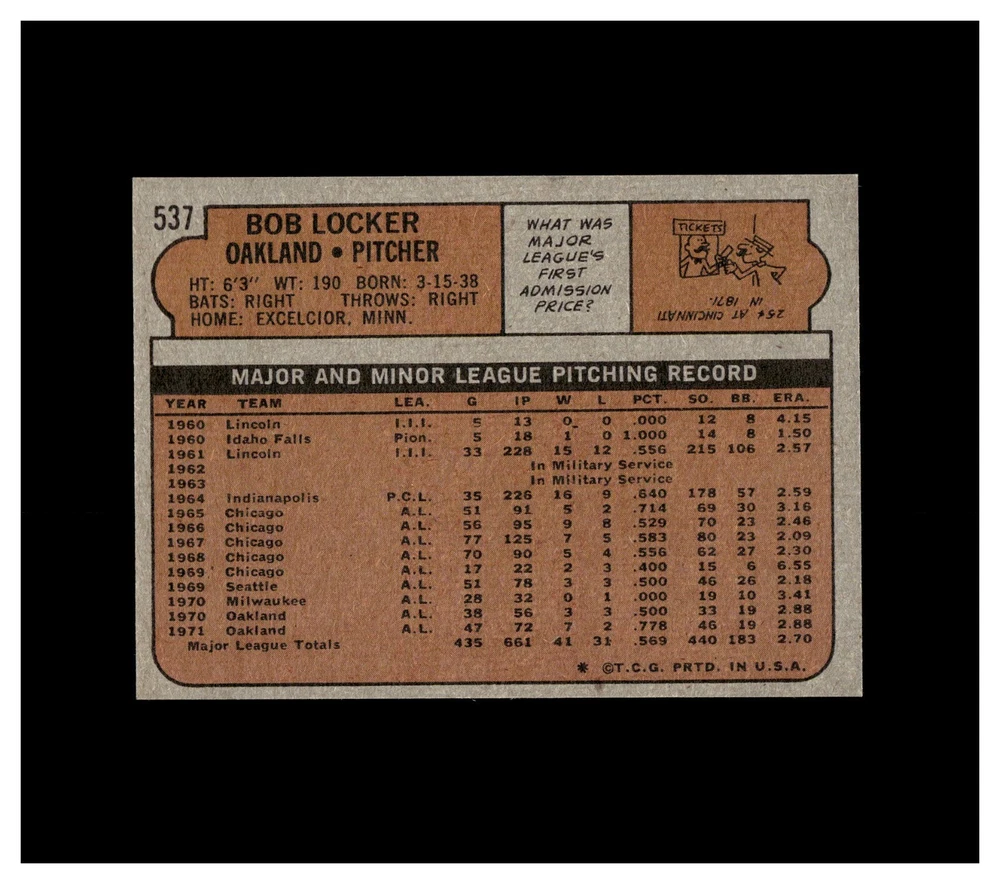 537
BOB LOCKER
OAKLAND • PITCHER
HT: 6'3" WT: 190 BORN: 3-15-38
BATS: RIGHT THROWS: RIGHT
HOME: EXCELCIOR, MINN.
WHAT WAS
MAJOR
LEAGUE'S
FIRST
ADMISSION
PRICE?
TICKETS
25¢ AT CINCINNATI
IN 1871.
MAJOR AND MINOR LEAGUE PITCHING RECORD
YEAR TEAM LEA. G IP W L PCT. SO. BB. ERA.
1960 Lincoln I.I.I. 5 13 0 0 .000 12 8 4.15
1960 Idaho Falls Pion. 5 18 1 0 1.000 14 8 1.50
1961 Lincoln I.I.I. 33 228 15 12 .556 215 106 2.57
1962 In Military Service
1963 In Military Service
1964 Indianapolis P.C.L. 35 226 16 9 .640 178 57 2.59
1965 Chicago A.L. 51 91 5 2 .714 69 30 3.16
1966 Chicago A.L. 56 95 9 8 .529 70 23 2.46
1967 Chicago A.L. 77 125 7 5 .583 80 23 2.09
1968 Chicago A.L. 70 90 5 4 .556 62 27 2.30
1969 Chicago A.L. 17 22 2 3 .400 15 6 6.55
1969 Seattle A.L. 51 78 3 3 .500 46 26 2.18
1970 Milwaukee A.L. 28 32 0 1 .000 19 10 3.41
1970 Oakland A.L. 38 56 3 3 .500 33 19 2.88
1971 Oakland A.L. 47 72 7 2 .778 46 19 2.88
Major League Totals 435 661 41 31 .569 440 183 2.70
* ©T.C.G. PRTD. IN U.S.A.